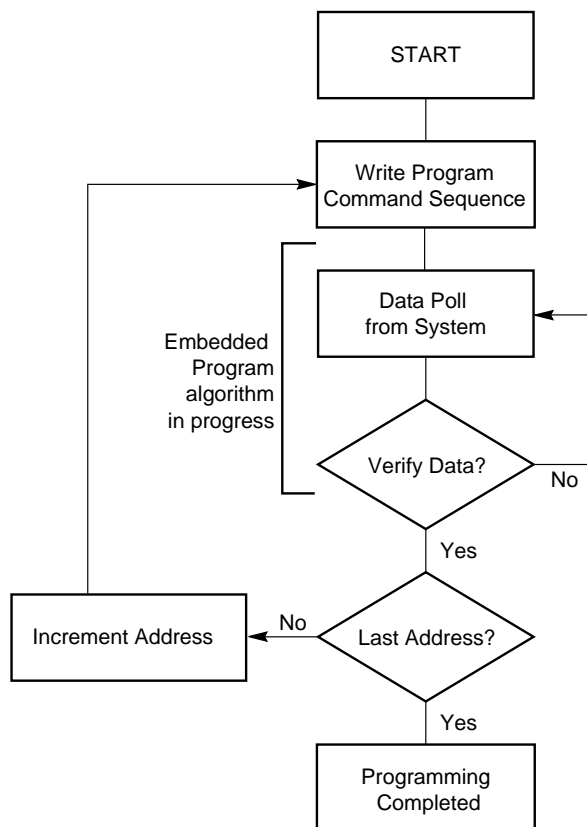 START
Write Program
Command Sequence
Data Poll
from System
Embedded
Program
algorithm
in progress
Verify Data?
No
Yes
Increment Address
No
Last Address?
Yes
Programming
Completed